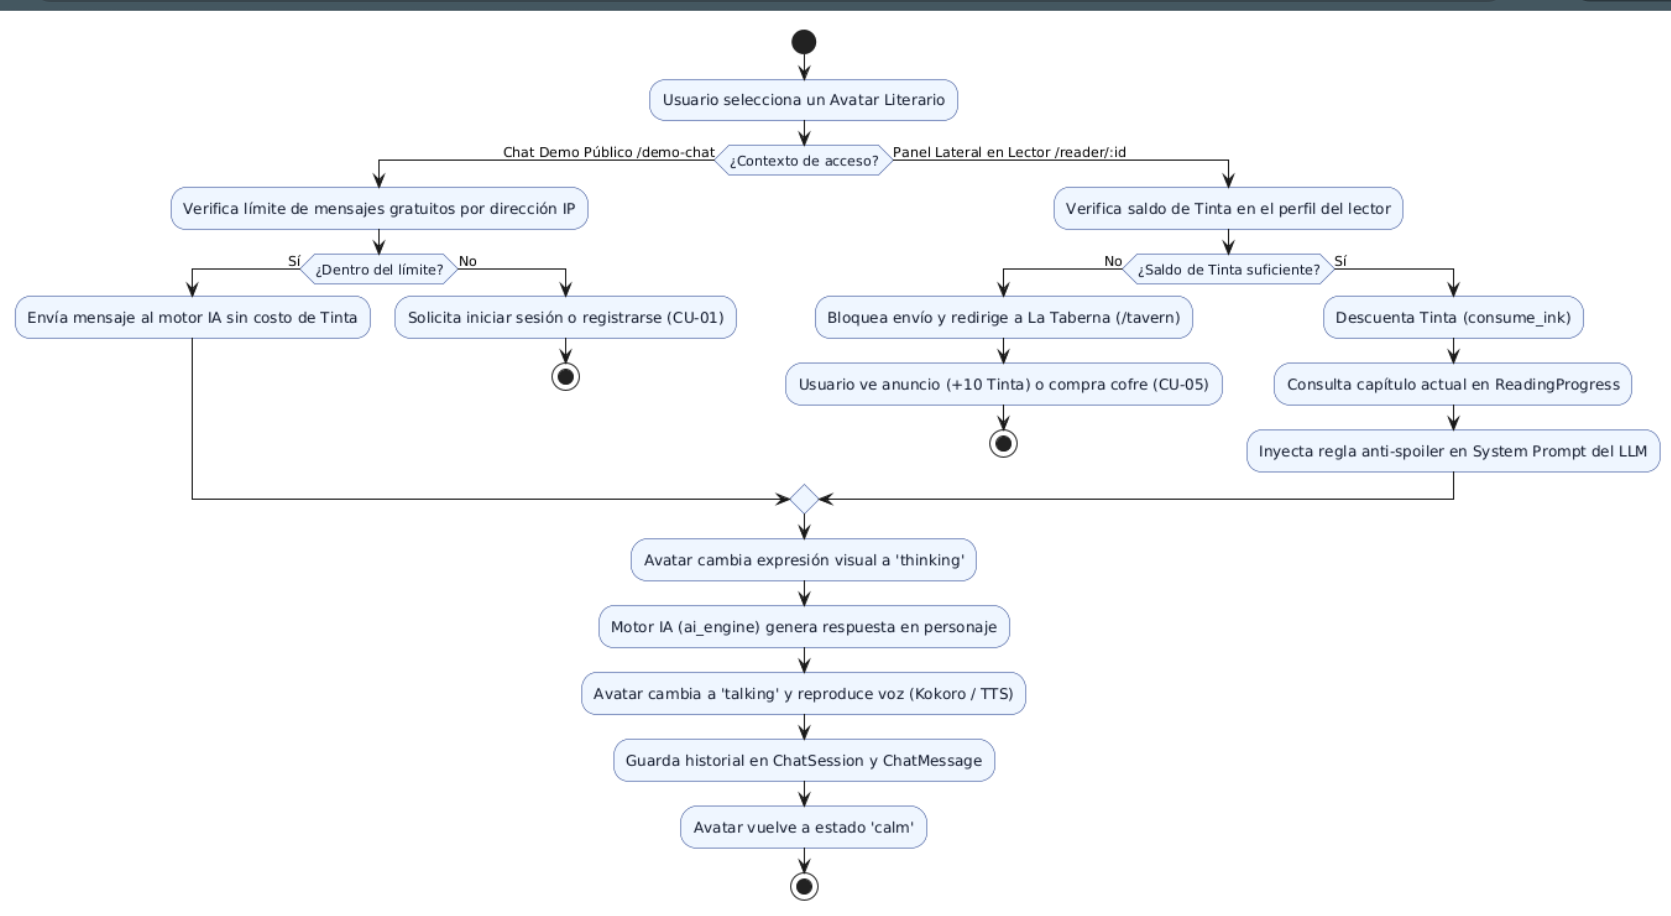 Usuario selecciona un Avatar Literario
Chat Demo Público /demo-chat
¿Contexto de acceso?
Panel Lateral en Lector /reader/:id
Verifica límite de mensajes gratuitos por dirección IP
Verifica saldo de Tinta en el perfil del lector
Sí
¿Dentro del límite?
No
No
¿Saldo de Tinta suficiente?
Sí
Envía mensaje al motor IA sin costo de Tinta
Solicita iniciar sesión o registrarse (CU-01)
Bloquea envío y redirige a La Taberna (/tavern)
Descuenta Tinta (consume_ink)
Usuario ve anuncio (+10 Tinta) o compra cofre (CU-05)
Consulta capítulo actual en ReadingProgress
Inyecta regla anti-spoiler en System Prompt del LLM
Avatar cambia expresión visual a 'thinking'
Motor IA (ai_engine) genera respuesta en personaje
Avatar cambia a 'talking' y reproduce voz (Kokoro / TTS)
Guarda historial en ChatSession y ChatMessage
Avatar vuelve a estado 'calm'